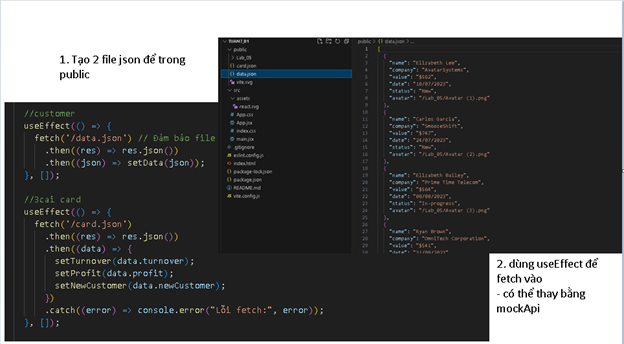 1. Tạo 2 file json để trong
public
TUAN7_B1
public
Lab_05
card.json
data.json
vite.svg
src
assets
react.svg
App.css
App.jsx
index.css
main.jsx
.gitignore
eslint.config.js
index.html
package-lock.json
package.json
README.md
vite.config.js
public > data.json > ...
[
{
"name": "Elizabeth Lee",
"company": "AvatarSystems",
"value": "$562",
"date": "10/07/2023",
"status": "New",
"avatar": "/Lab_05/Avatar (1).png"
},
{
"name": "Carlos Garcia",
"company": "SmoozeShift",
"value": "$747",
"date": "24/07/2023",
"status": "New",
"avatar": "/Lab_05/Avatar (2).png"
},
{
"name": "Elizabeth Bailey",
"company": "Prime Time Telecom",
"value": "$564",
"date": "08/08/2023",
"status": "In-progress",
"avatar": "/Lab_05/Avatar (3).png"
},
{
"name": "Ryan Brown",
"company": "OmniTech Corporation",
"value": "$541",
//customer
useEffect(() => {
fetch('/data.json') // Đảm bảo file
.then((res) => res.json())
.then((json) => setData(json));
}, []);
//3cai card
useEffect(() => {
fetch('/card.json')
.then((res) => res.json())
.then((data) => {
setTurnover(data.turnover);
setProfit(data.profit);
setNewCustomer(data.newCustomer);
})
.catch((error) => console.error("Lỗi fetch:", error));
}, []);
2. dùng useEffect để
fetch vào
- có thể thay bằng
mockApi